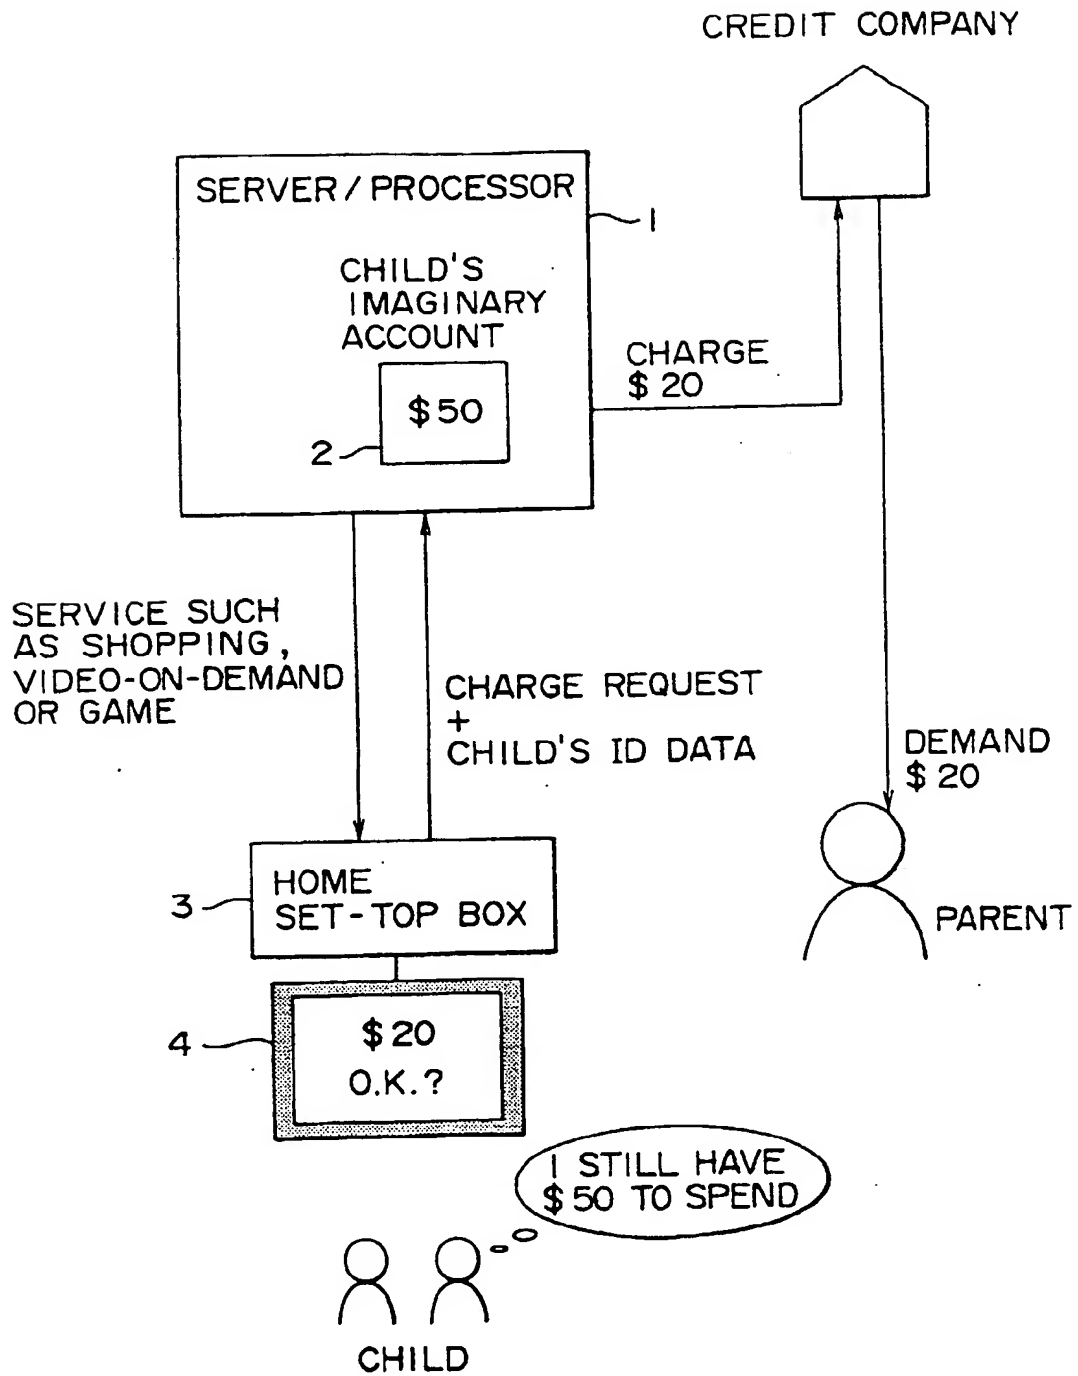 CREDIT COMPANY
SERVER/PROCESSOR
1
CHILD'S
IMAGINARY
ACCOUNT
$50
2
CHARGE
$20
SERVICE SUCH
AS SHOPPING,
VIDEO-ON-DEMAND
OR GAME
CHARGE REQUEST
+
CHILD'S ID DATA
DEMAND
$20
PARENT
HOME
SET-TOP BOX
3
$20
O.K.?
4
I STILL HAVE
$50 TO SPEND
CHILD